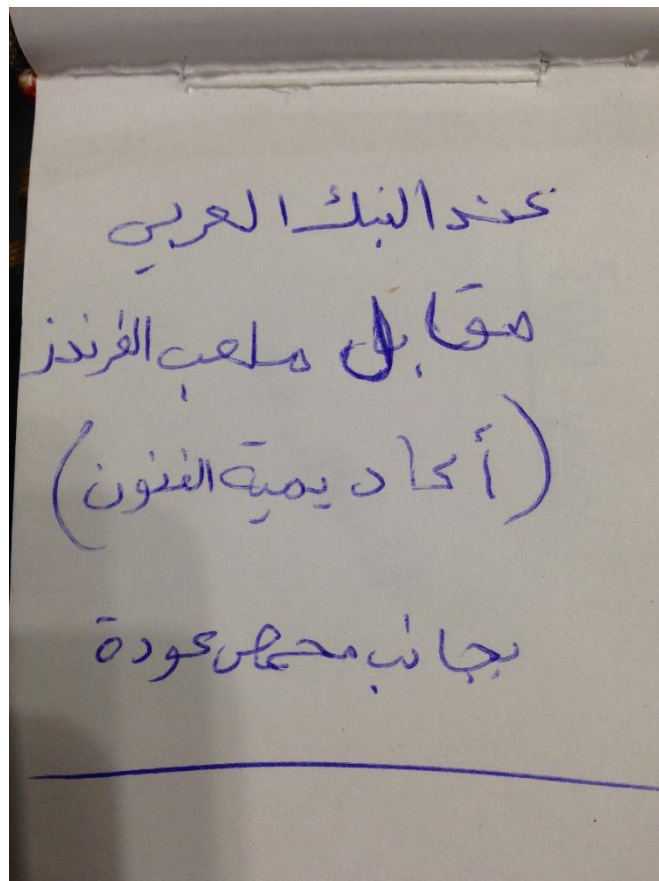 عند البنك العربي
مقابل ملعب الفرندز
(أكاديمية الفنون)
بجانب محمص عودة